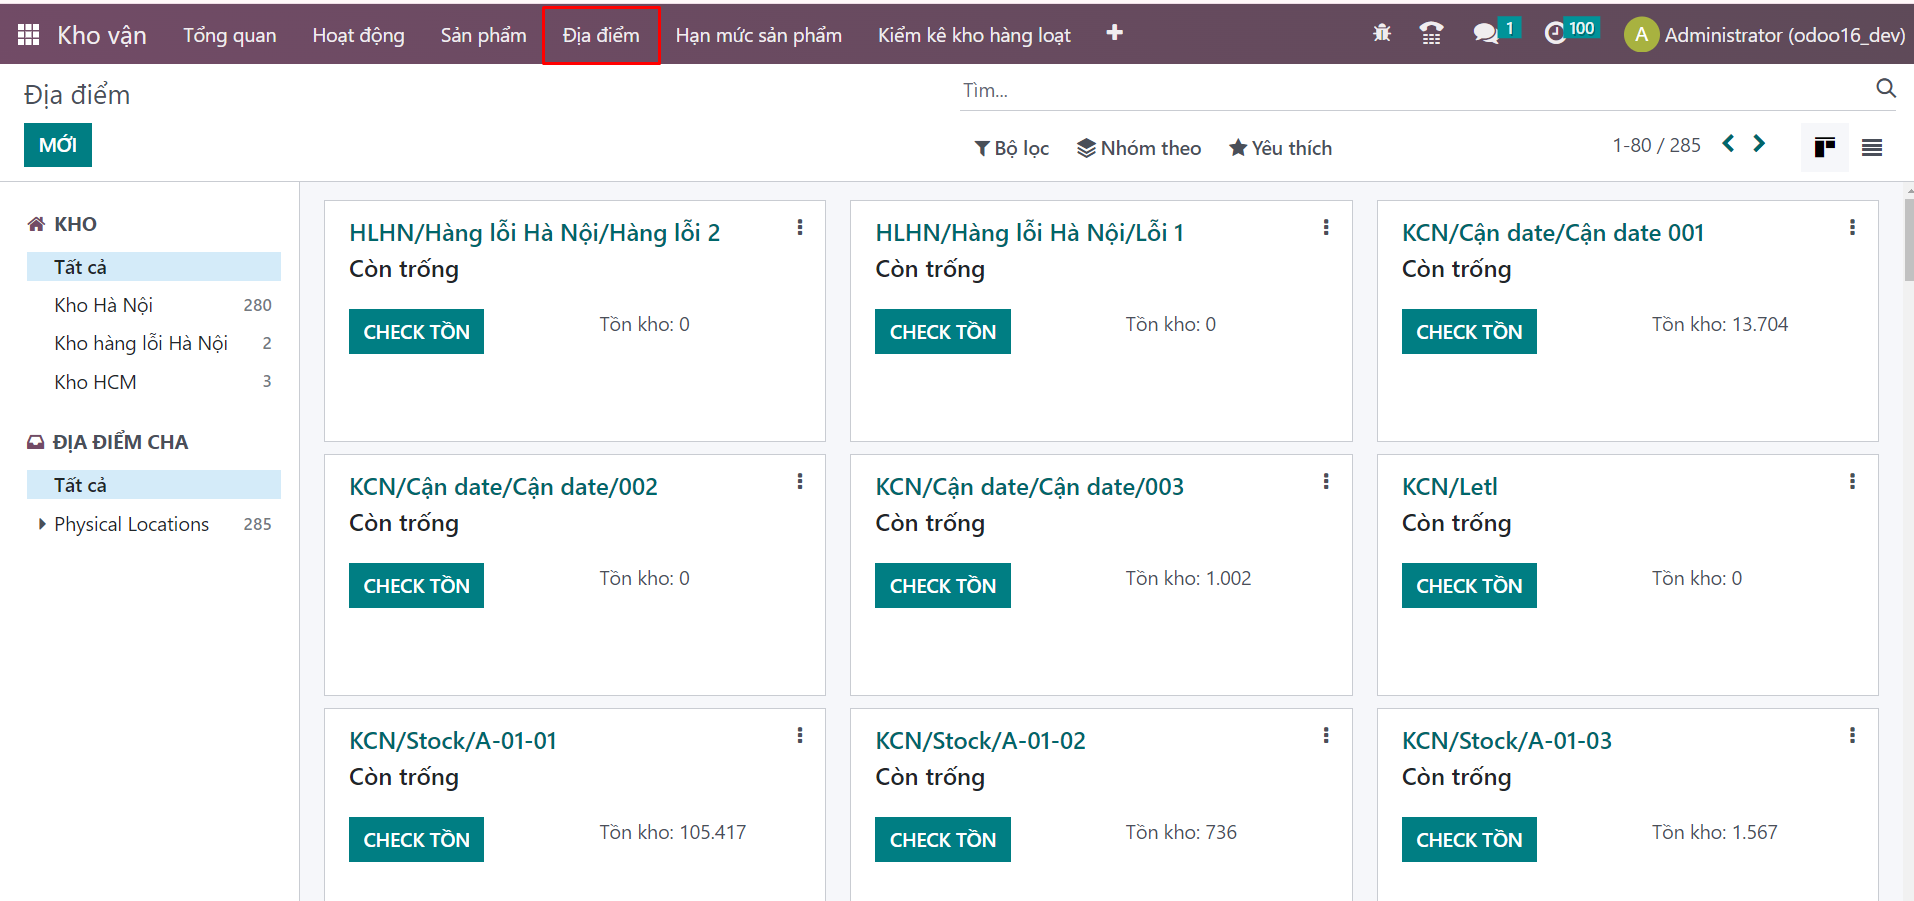 Kho vận Tổng quan Hoạt động Sản phẩm Địa điểm Hạn mức sản phẩm Kiểm kê kho hàng loạt 1 100 A Administrator (odoo16_dev)
Địa điểm
Tìm...
MỚI
Bộ lọc Nhóm theo Yêu thích
1-80 / 285
KHO
Tất cả
Kho Hà Nội 280
Kho hàng lỗi Hà Nội 2
Kho HCM 3
ĐỊA ĐIỂM CHA
Tất cả
Physical Locations 285
HLHN/Hàng lỗi Hà Nội/Hàng lỗi 2
Còn trống
CHECK TỒN Tồn kho: 0
HLHN/Hàng lỗi Hà Nội/Lỗi 1
Còn trống
CHECK TỒN Tồn kho: 0
KCN/Cận date/Cận date 001
Còn trống
CHECK TỒN Tồn kho: 13.704
KCN/Cận date/Cận date/002
Còn trống
CHECK TỒN Tồn kho: 0
KCN/Cận date/Cận date/003
Còn trống
CHECK TỒN Tồn kho: 1.002
KCN/Letl
Còn trống
CHECK TỒN Tồn kho: 0
KCN/Stock/A-01-01
Còn trống
CHECK TỒN Tồn kho: 105.417
KCN/Stock/A-01-02
Còn trống
CHECK TỒN Tồn kho: 736
KCN/Stock/A-01-03
Còn trống
CHECK TỒN Tồn kho: 1.567